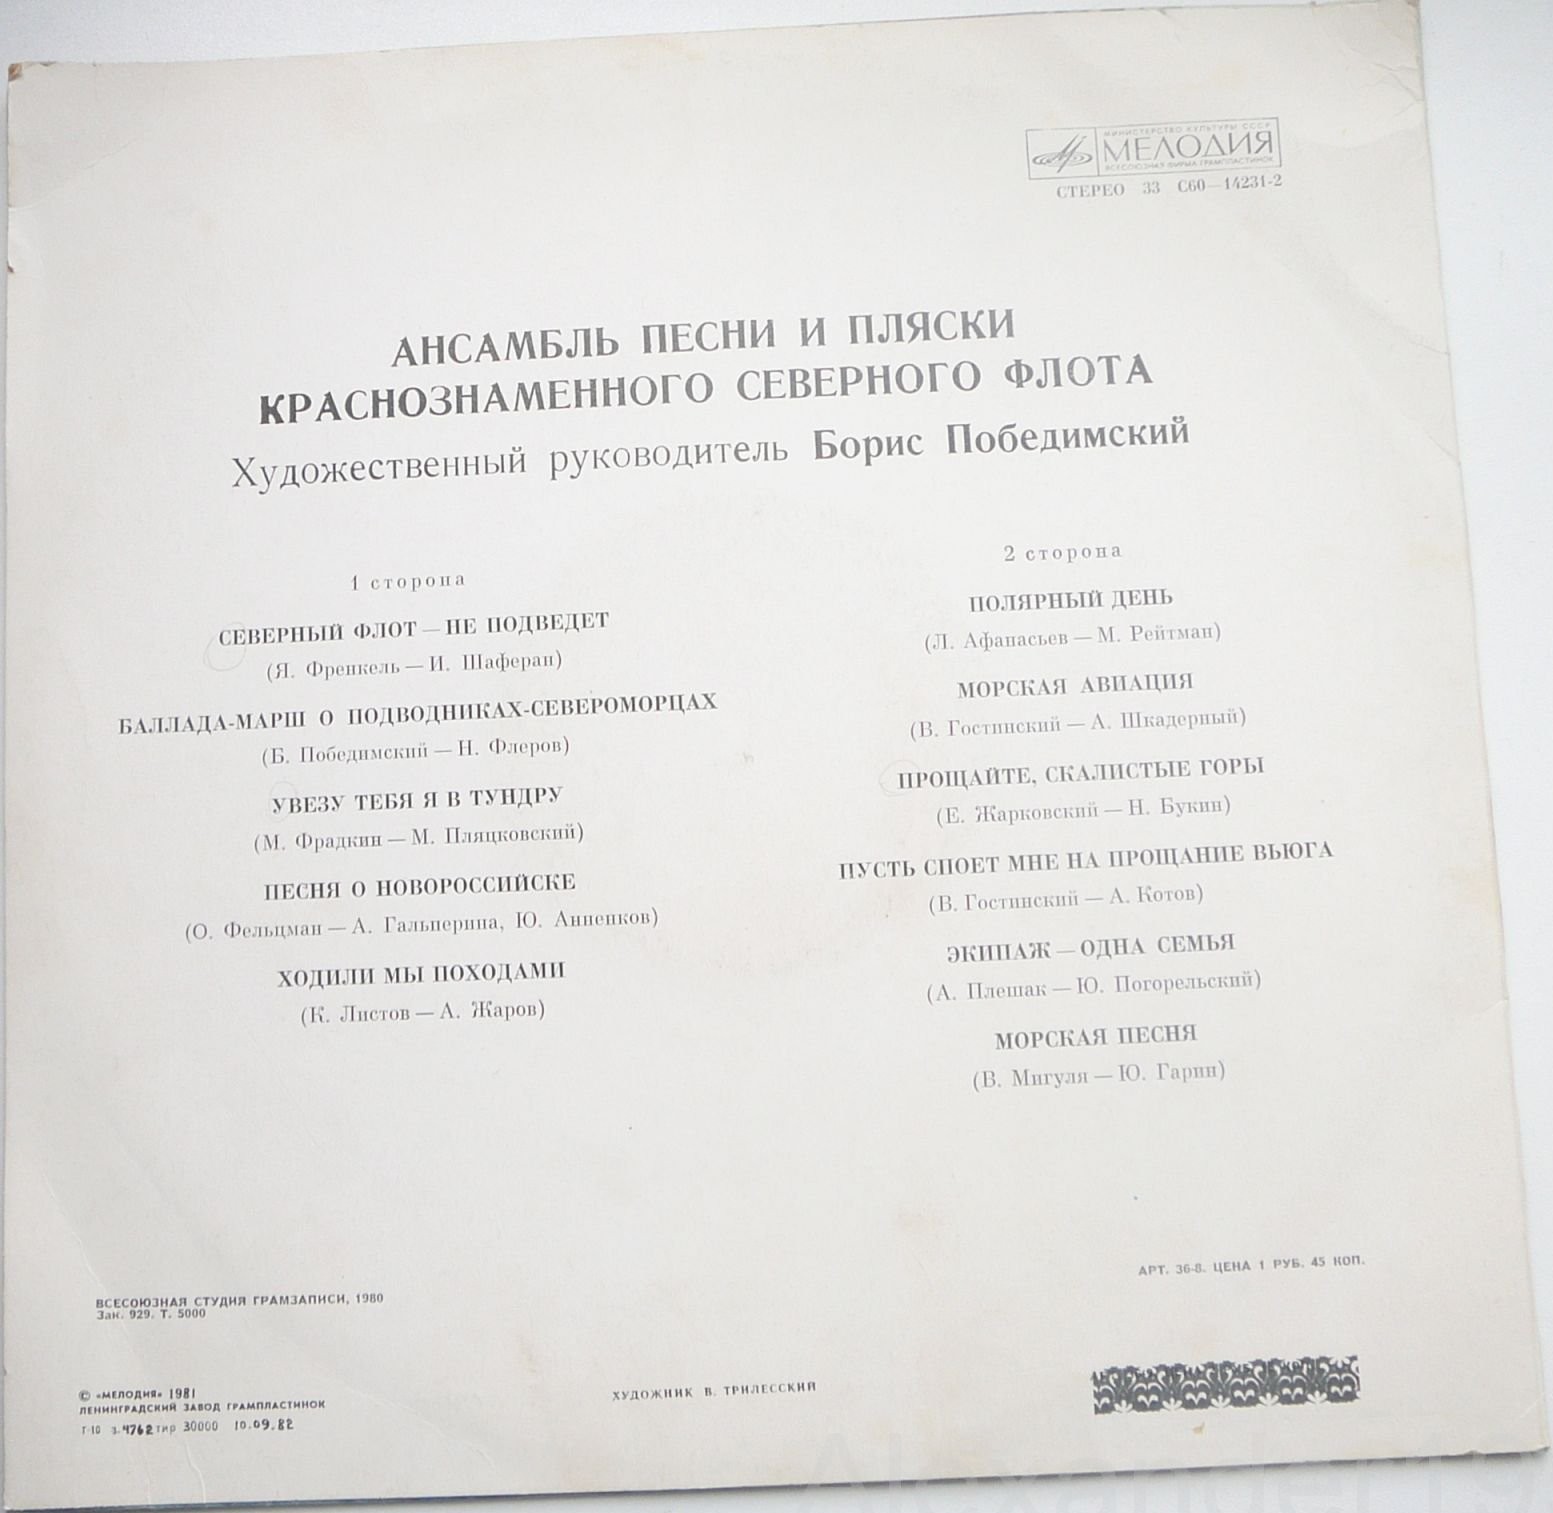 МИНИСТЕРСТВО КУЛЬТУРЫ СССР
МЕЛОДИЯ
ВСЕСОЮЗНАЯ ФИРМА ГРАМПЛАСТИНОК
СТЕРЕО 33 С60—14231-2
АНСАМБЛЬ ПЕСНИ И ПЛЯСКИ
КРАСНОЗНАМЕННОГО СЕВЕРНОГО ФЛОТА
Художественный руководитель Борис Победимский
1 сторона
СЕВЕРНЫЙ ФЛОТ — НЕ ПОДВЕДЕТ
(Я. Френкель — И. Шаферан)
БАЛЛАДА-МАРШ О ПОДВОДНИКАХ-СЕВЕРОМОРЦАХ
(Б. Победимский — Н. Флеров)
УВЕЗУ ТЕБЯ Я В ТУНДРУ
(М. Фрадкин — М. Пляцковский)
ПЕСНЯ О НОВОРОССИЙСКЕ
(О. Фельцман — А. Гальперина, Ю. Анненков)
ХОДИЛИ МЫ ПОХОДАМИ
(К. Листов — А. Жаров)
2 сторона
ПОЛЯРНЫЙ ДЕНЬ
(Л. Афанасьев — М. Рейтман)
МОРСКАЯ АВИАЦИЯ
(В. Гостинский — А. Шкадерный)
ПРОЩАЙТЕ, СКАЛИСТЫЕ ГОРЫ
(Е. Жарковский — Н. Букин)
ПУСТЬ СПОЕТ МНЕ НА ПРОЩАНИЕ ВЬЮГА
(В. Гостинский — А. Котов)
ЭКИПАЖ — ОДНА СЕМЬЯ
(А. Плешак — Ю. Погорельский)
МОРСКАЯ ПЕСНЯ
(В. Мигуля — Ю. Гарин)
АРТ. 36-8. ЦЕНА 1 РУБ. 45 КОП.
ВСЕСОЮЗНАЯ СТУДИЯ ГРАМЗАПИСИ, 1980
Зак. 929. Т. 5000
© «МЕЛОДИЯ» 1981
ЛЕНИНГРАДСКИЙ ЗАВОД ГРАМПЛАСТИНОК
Г-10 з-4762 тир 30000 10.09.82
ХУДОЖНИК В. ТРИЛЕССКИЙ
Alexander19